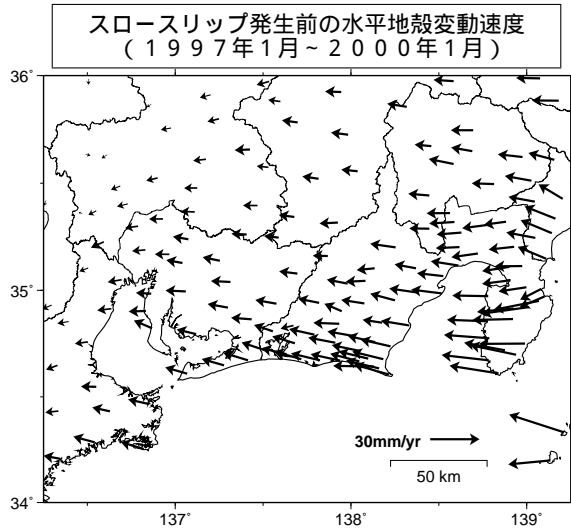 スロースリップ発生前の水平地殻変動速度
(１９９７年１月~２０００年１月)
36˚
35˚
34˚
30mm/yr
50 km
137˚
138˚
139˚